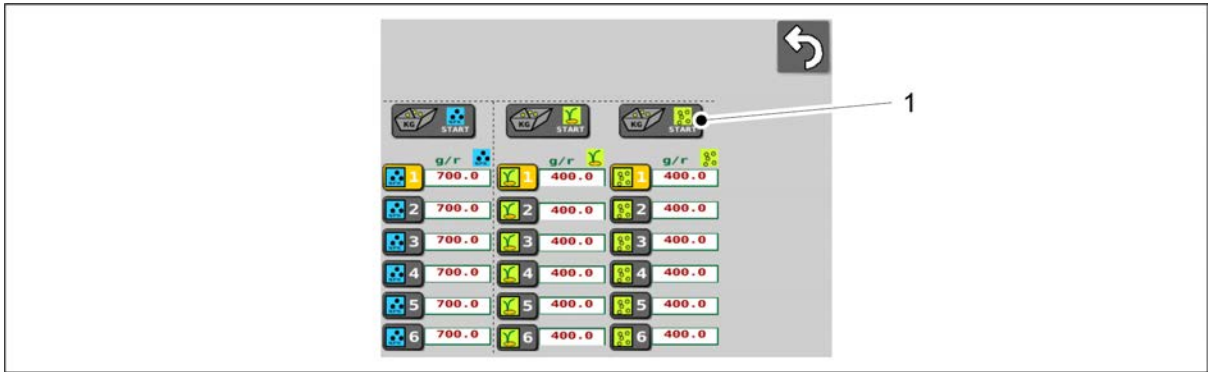 1
KG START KG START KG START
g/r g/r g/r
1 700.0 1 400.0 1 400.0
2 700.0 2 400.0 2 400.0
3 700.0 3 400.0 3 400.0
4 700.0 4 400.0 4 400.0
5 700.0 5 400.0 5 400.0
6 700.0 6 400.0 6 400.0